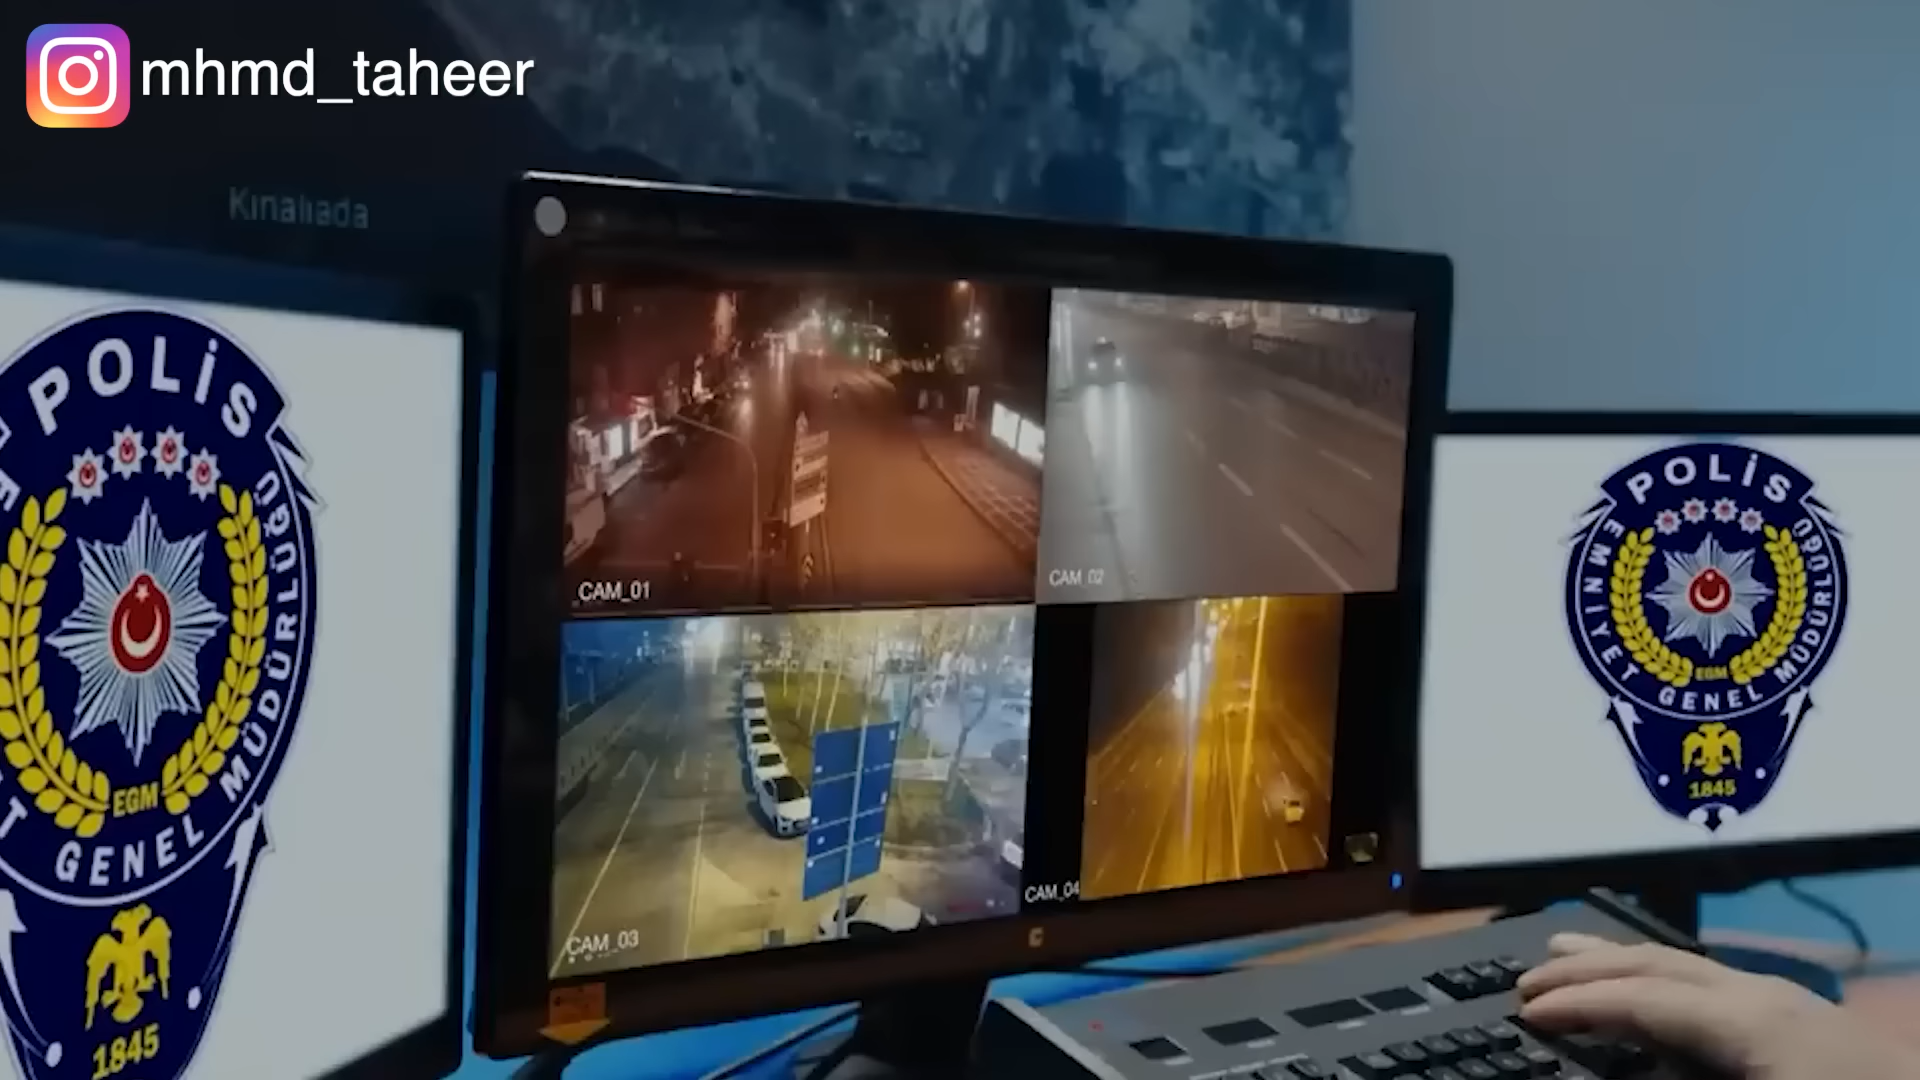 mhmd_taheer
Kınalıada
POLİS
EMNİYET GENEL MÜDÜRLÜĞÜ
EGM
1845
CAM_01
CAM_02
CAM_03
CAM_04
POLİS
EMNİYET GENEL MÜDÜRLÜĞÜ
EGM
1845